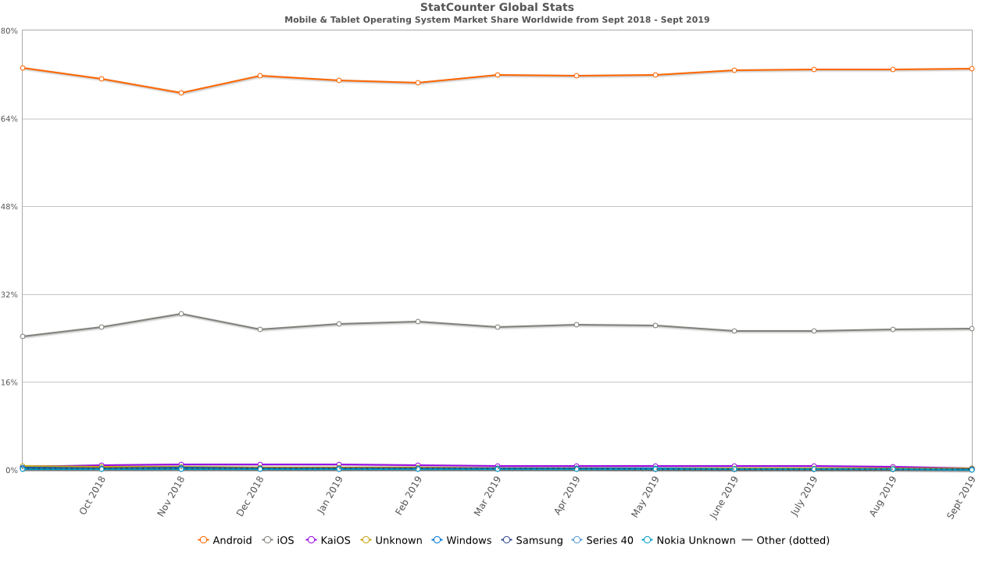 StatCounter Global Stats
Mobile & Tablet Operating System Market Share Worldwide from Sept 2018 - Sept 2019
80%
64%
48%
32%
16%
0%
Oct 2018
Nov 2018
Dec 2018
Jan 2019
Feb 2019
Mar 2019
Apr 2019
May 2019
June 2019
July 2019
Aug 2019
Sept 2019
Android iOS KaiOS Unknown Windows Samsung Series 40 Nokia Unknown Other (dotted)